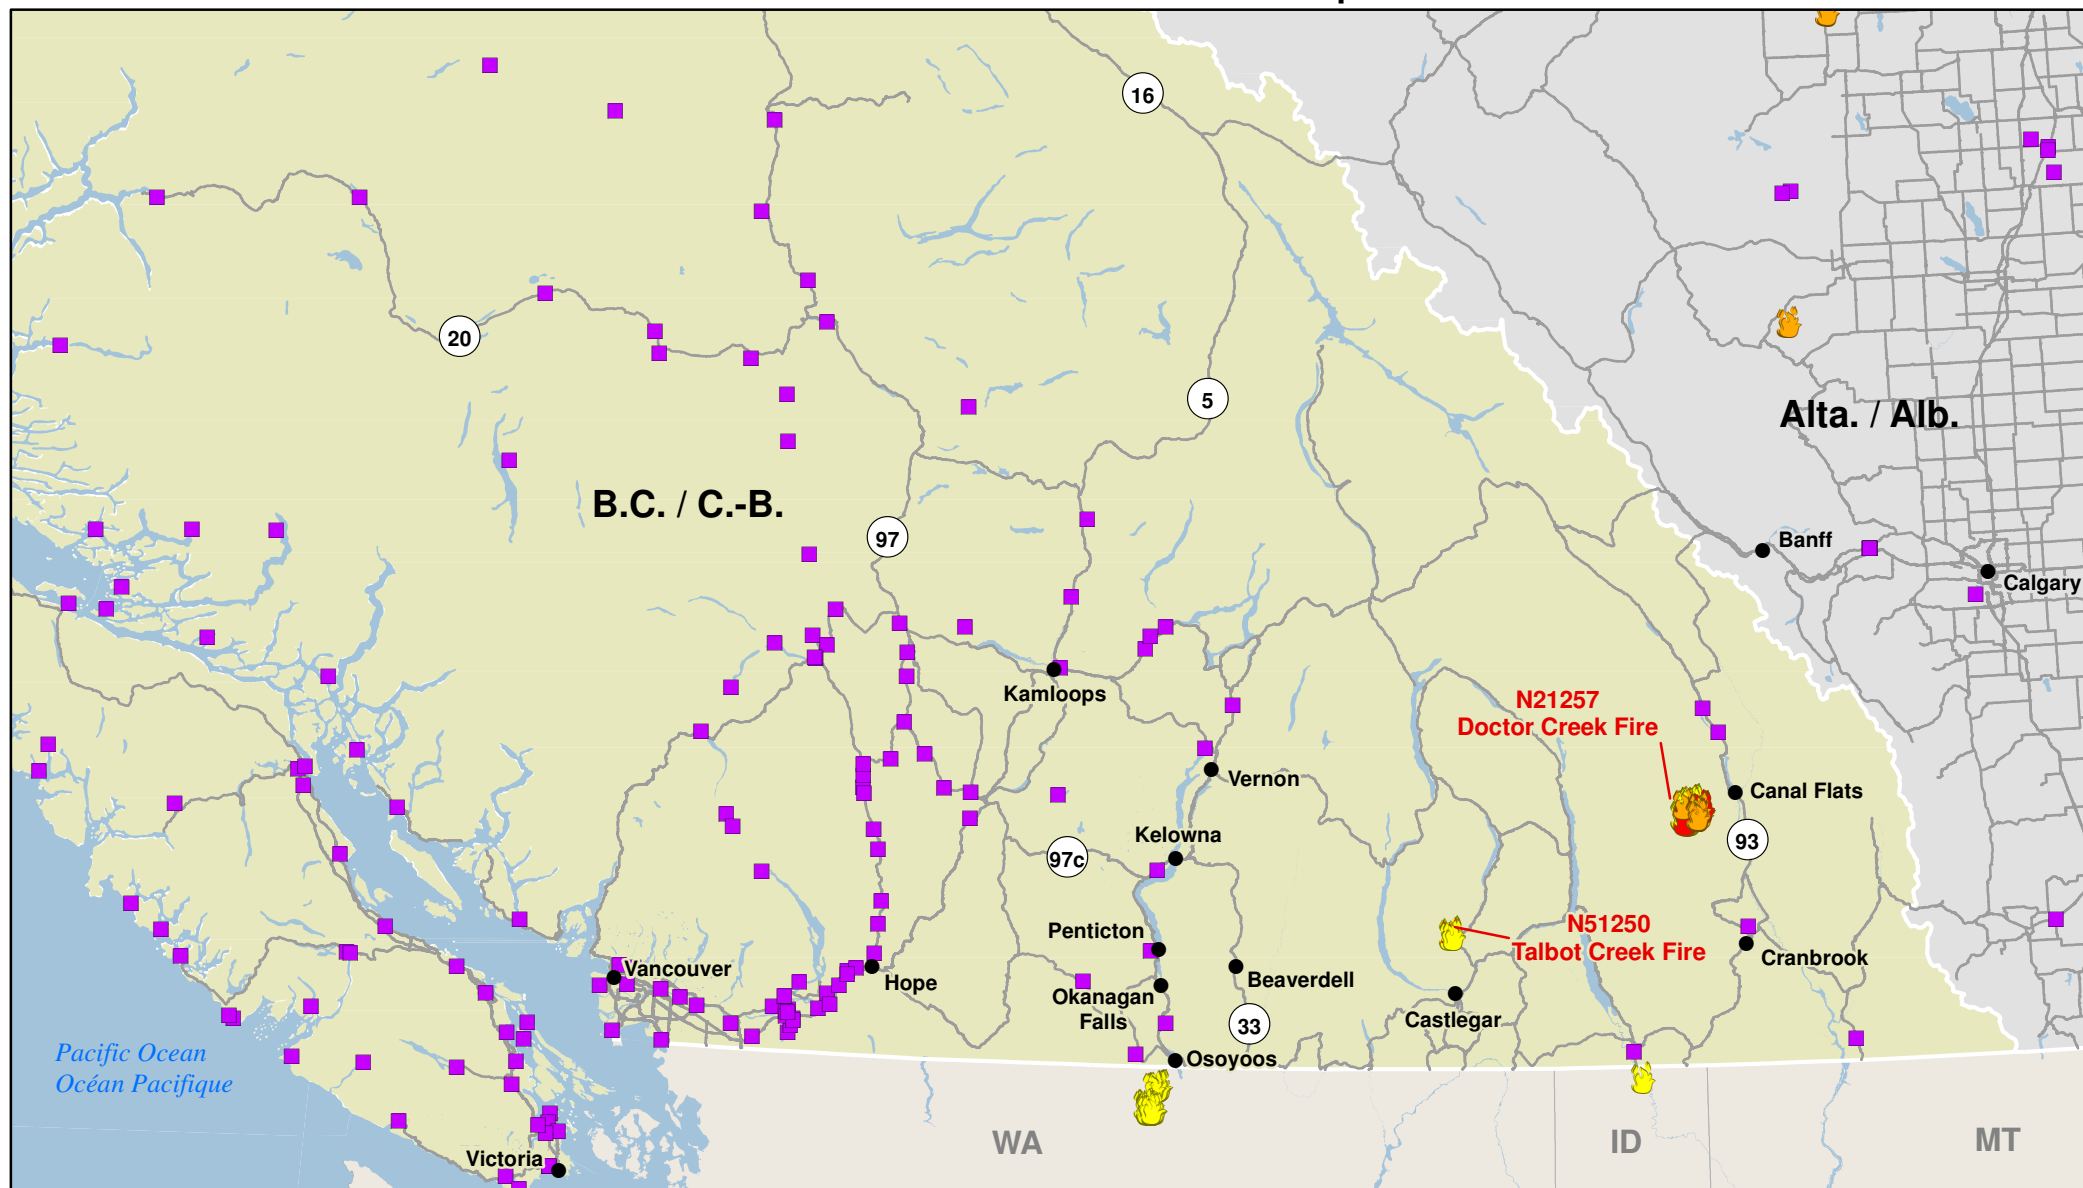 16
20
5
Alta. / Alb.
B.C. / C.-B.
97
Banff
Calgary
Kamloops
N21257
Doctor Creek Fire
Vernon
Canal Flats
Kelowna
93
97c
N51250
Talbot Creek Fire
Penticton
Cranbrook
Vancouver
Hope
Beaverdell
Okanagan
Falls
Castlegar
33
Osoyoos
Pacific Ocean
Océan Pacifique
WA
ID
MT
Victoria